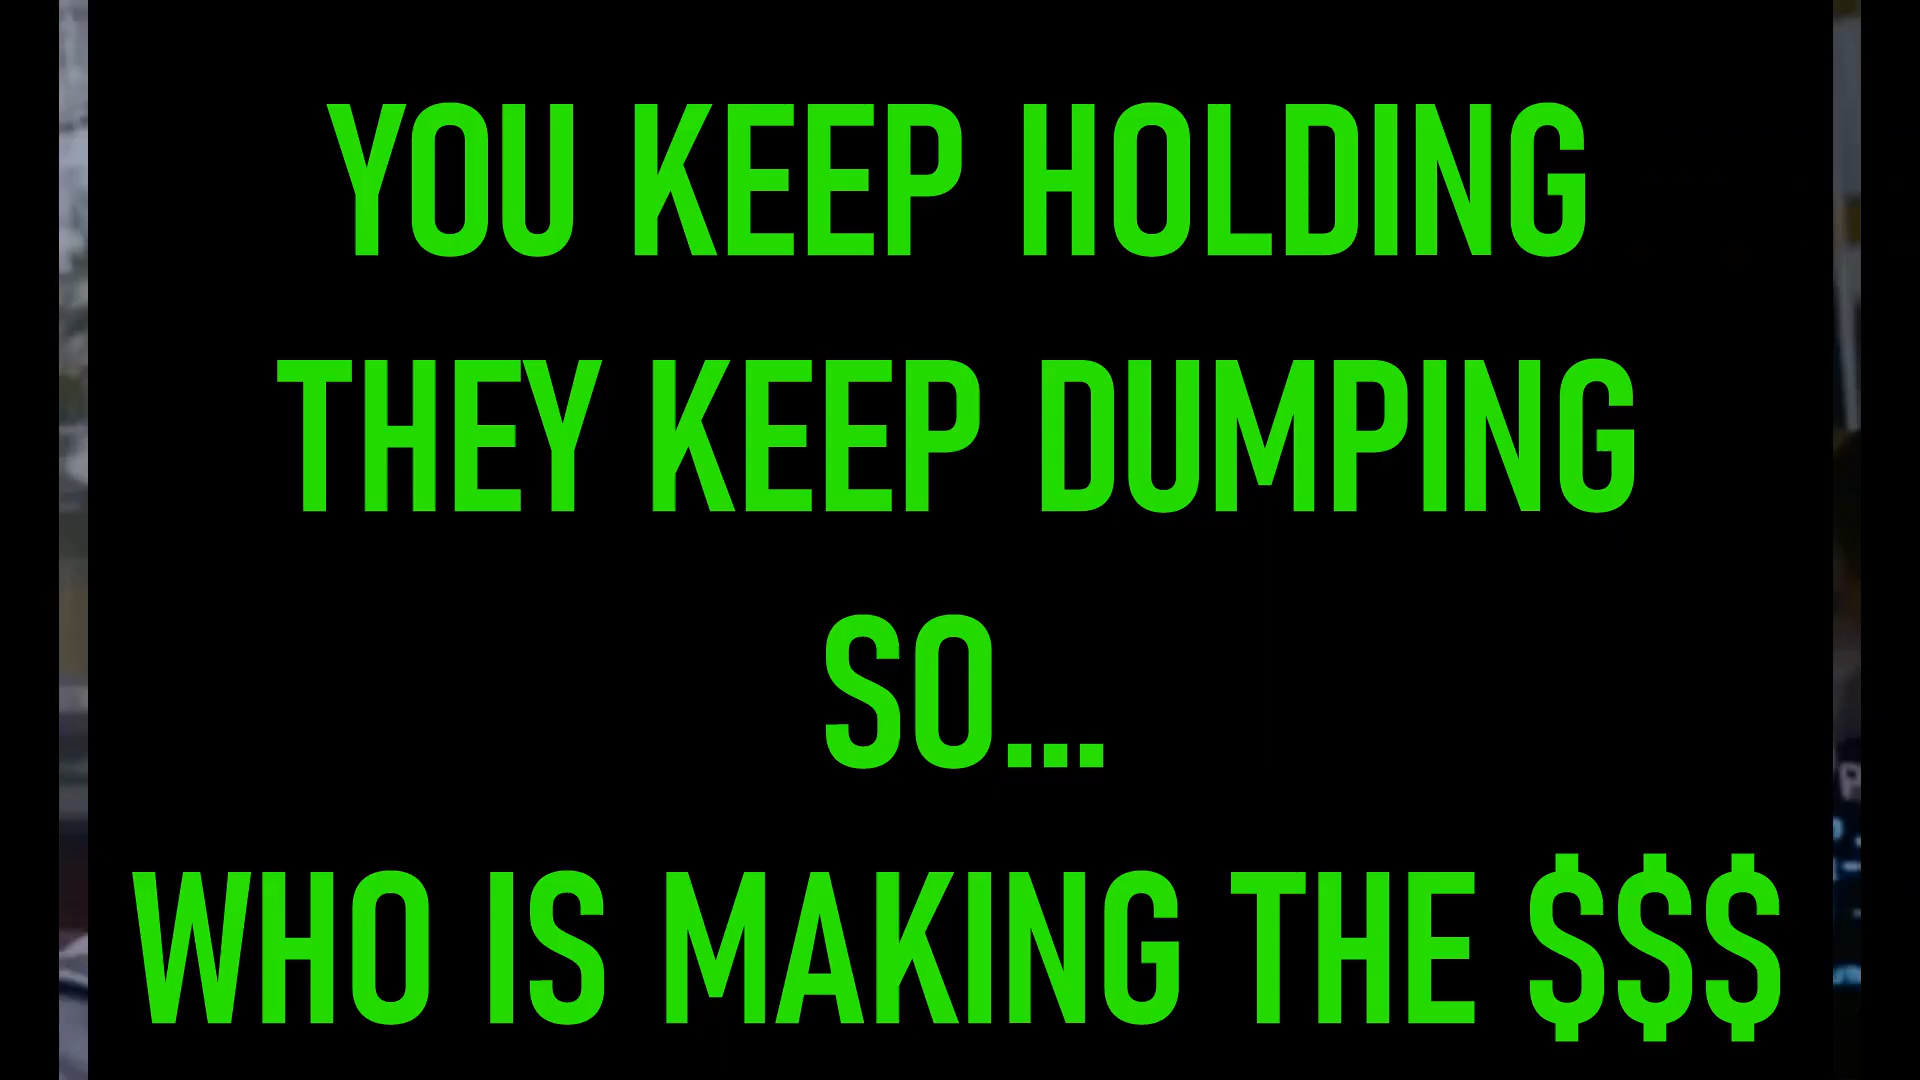 YOU KEEP HOLDING
THEY KEEP DUMPING
SO...
WHO IS MAKING THE $$$